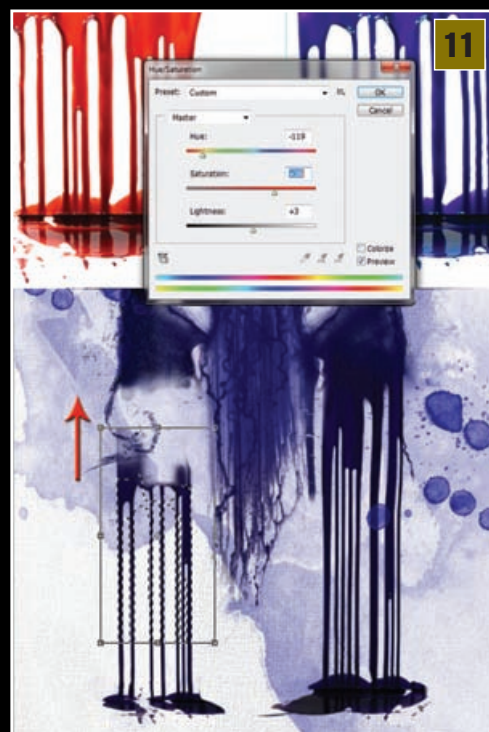 11
Hue/Saturation
Preset: Custom
OK
Cancel
Master
Hue: -119
Saturation:
Lightness: +3
Colorize
Preview